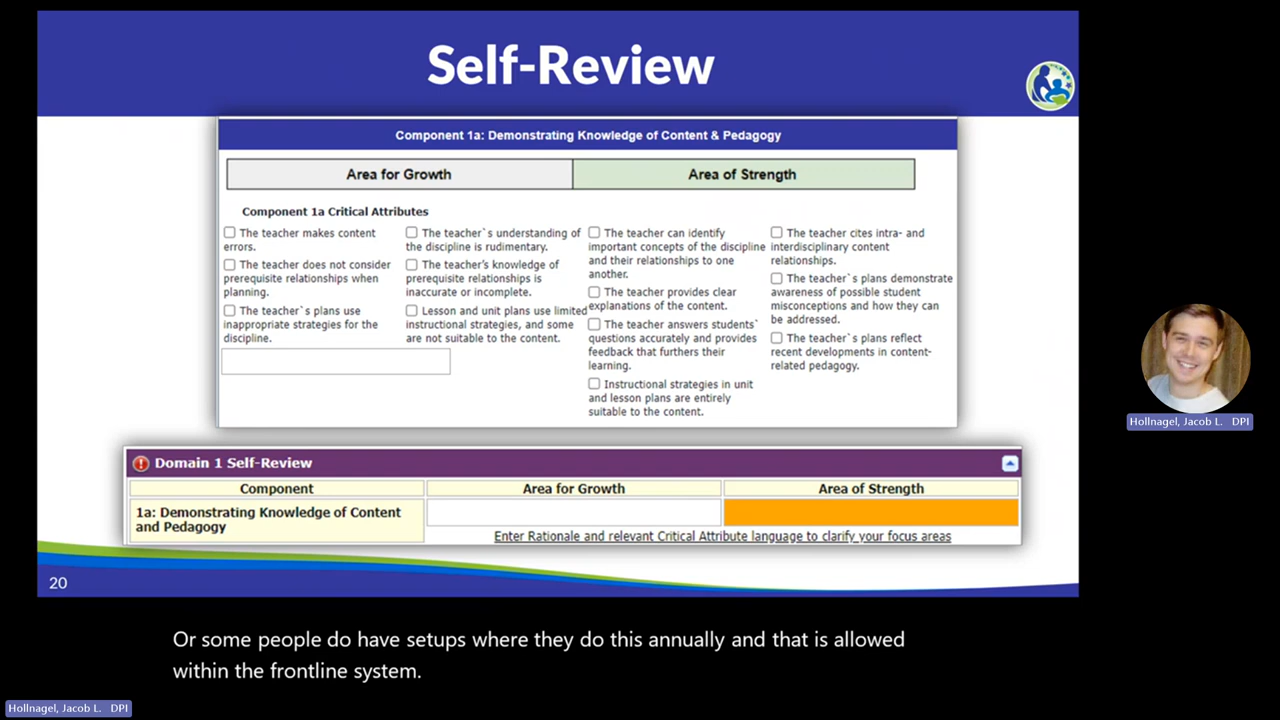 Self-Review
Component 1a: Demonstrating Knowledge of Content & Pedagogy
Area for Growth
Area of Strength
Component 1a Critical Attributes
The teacher makes content
errors.
The teacher does not consider
prerequisite relationships when
planning.
The teacher`s plans use
inappropriate strategies for the
discipline.
The teacher`s understanding of
the discipline is rudimentary.
The teacher's knowledge of
prerequisite relationships is
inaccurate or incomplete.
Lesson and unit plans use limited
instructional strategies, and some
are not suitable to the content.
The teacher can identify
important concepts of the discipline
and their relationships to one
another.
The teacher provides clear
explanations of the content.
The teacher answers students`
questions accurately and provides
feedback that furthers their
learning.
Instructional strategies in unit
and lesson plans are entirely
suitable to the content.
The teacher cites intra- and
interdisciplinary content
relationships.
The teacher`s plans demonstrate
awareness of possible student
misconceptions and how they can
be addressed.
The teacher`s plans reflect
recent developments in content-
related pedagogy.
Domain 1 Self-Review
Component
Area for Growth
Area of Strength
1a: Demonstrating Knowledge of Content
and Pedagogy
Enter Rationale and relevant Critical Attribute language to clarify your focus areas
20
Hollnagel, Jacob L. DPI
Or some people do have setups where they do this annually and that is allowed
within the frontline system.
Hollnagel, Jacob L. DPI